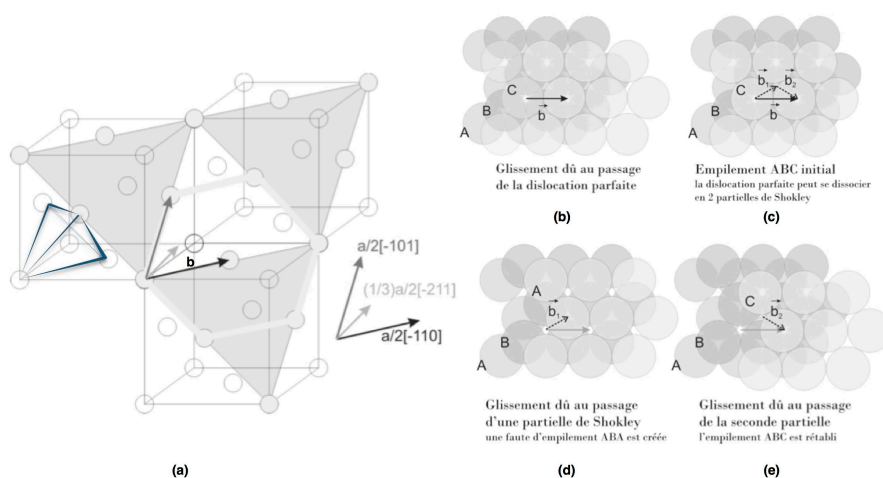 b
a/2[-101]
(1/3)a/2[-211]
a/2[-110]
(a)
C
B
A
b
Glissement dû au passage
de la dislocation parfaite
(b)
C
B
A
b₁
b₂
b
Empilement ABC initial
la dislocation parfaite peut se dissocier
en 2 partielles de Shokley
(c)
A
b₁
B
A
Glissement dû au passage
d'une partielle de Shokley
une faute d'empilement ABA est créée
(d)
C
b₂
B
A
Glissement dû au passage
de la seconde partielle
l'empilement ABC est rétabli
(e)